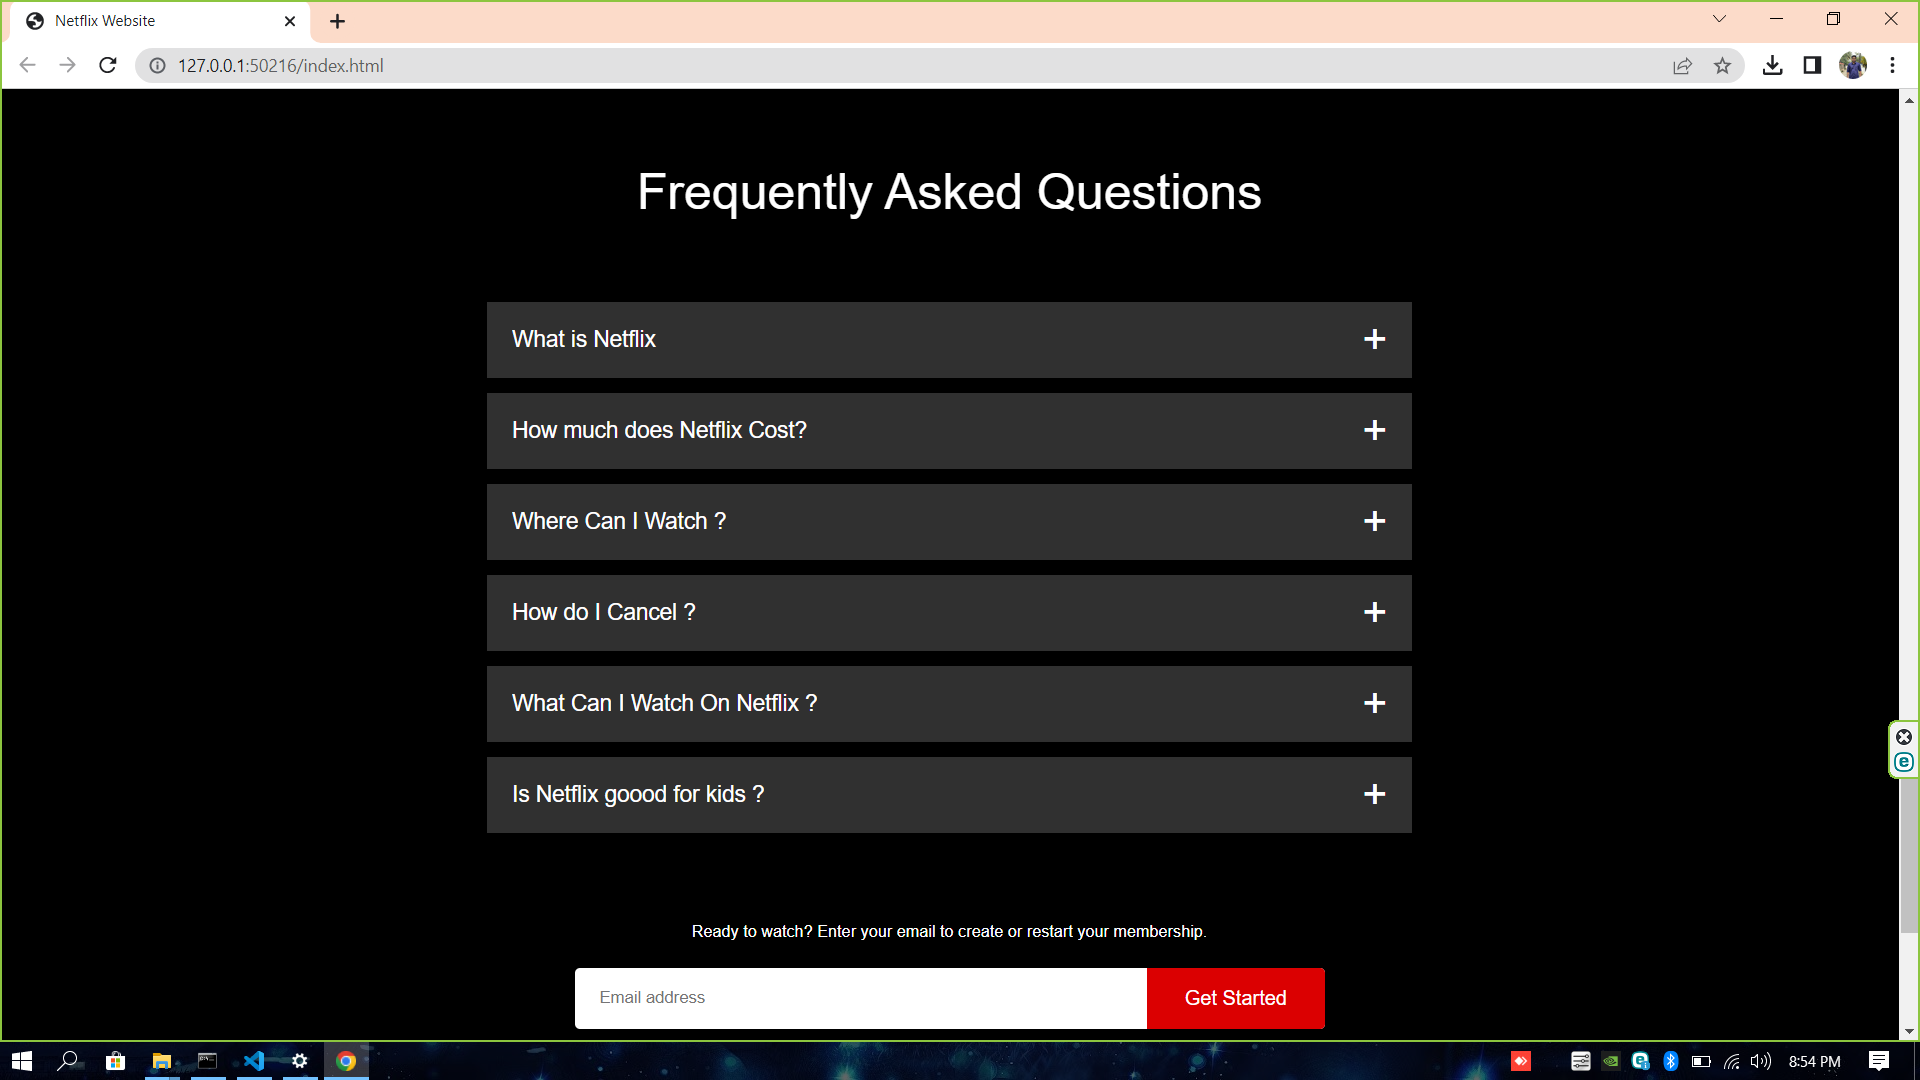 Netflix Website
127.0.0.1:50216/index.html
Frequently Asked Questions
What is Netflix
How much does Netflix Cost?
Where Can I Watch ?
How do I Cancel ?
What Can I Watch On Netflix ?
Is Netflix goood for kids ?
Ready to watch? Enter your email to create or restart your membership.
Email address
Get Started
8:54 PM